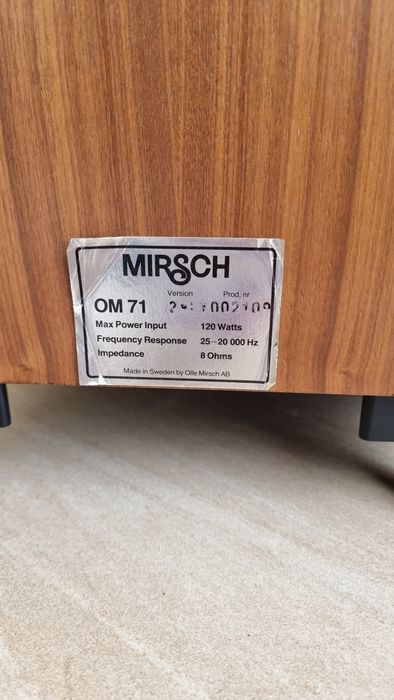 MIRSCH
Version Prod. nr
OM 71
Max Power Input 120 Watts
Frequency Response 25–20 000 Hz
Impedance 8 Ohms
Made in Sweden by Olle Mirsch AB